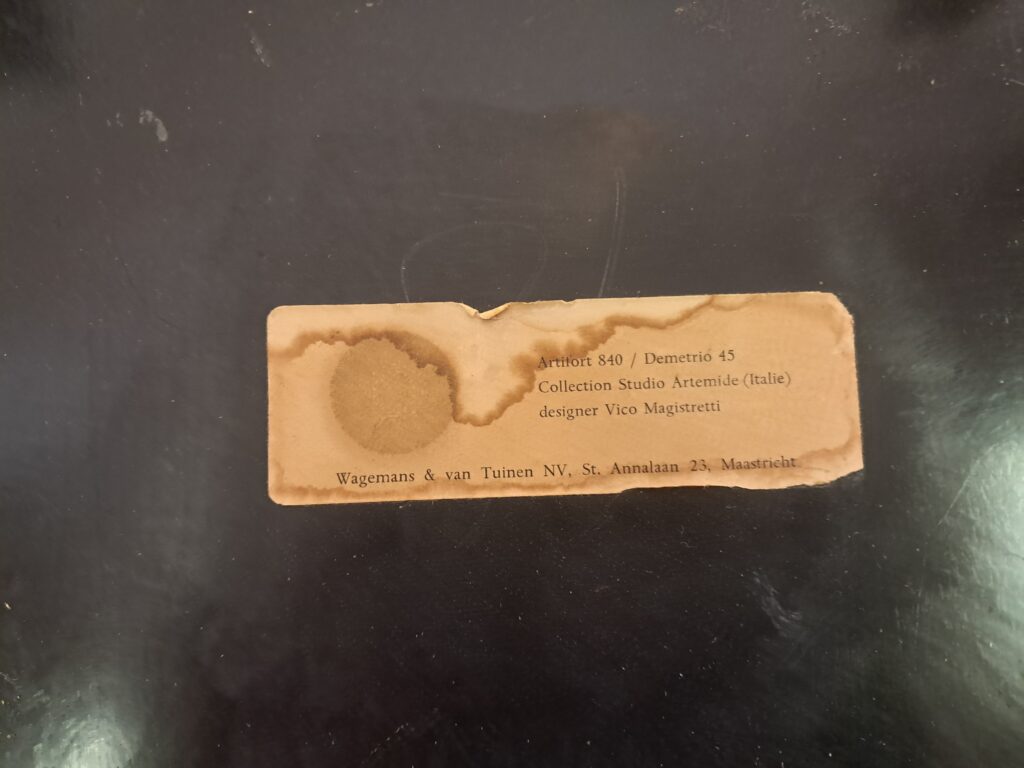 Artifort 840 / Demetrio 45
Collection Studio Artemide (Italie)
designer Vico Magistretti
Wagemans & van Tuinen NV, St. Annalaan 23, Maastricht